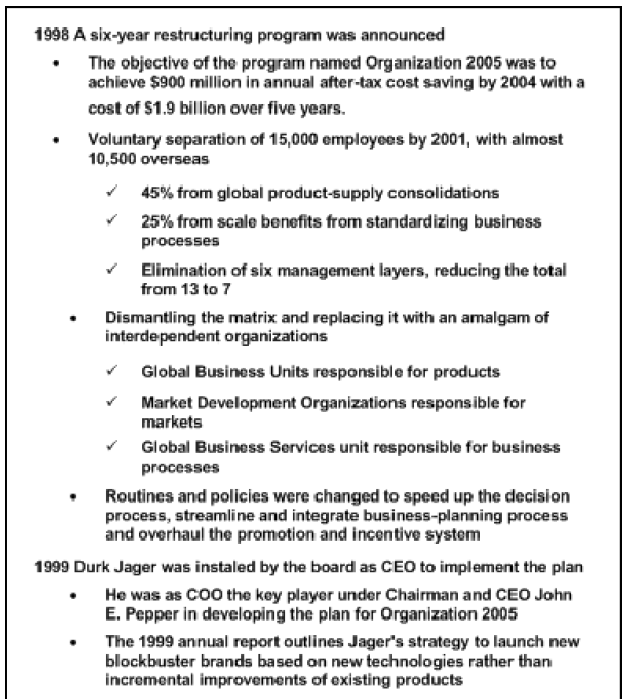 1998 A six-year restructuring program was announced
• The objective of the program named Organization 2005 was to
achieve $900 million in annual after-tax cost saving by 2004 with a
cost of $1.9 billion over five years.
• Voluntary separation of 15,000 employees by 2001, with almost
10,500 overseas
✓ 45% from global product-supply consolidations
✓ 25% from scale benefits from standardizing business
processes
✓ Elimination of six management layers, reducing the total
from 13 to 7
• Dismantling the matrix and replacing it with an amalgam of
interdependent organizations
✓ Global Business Units responsible for products
✓ Market Development Organizations responsible for
markets
✓ Global Business Services unit responsible for business
processes
• Routines and policies were changed to speed up the decision
process, streamline and integrate business-planning process
and overhaul the promotion and incentive system
1999 Durk Jager was instaled by the board as CEO to implement the plan
• He was as COO the key player under Chairman and CEO John
E. Pepper in developing the plan for Organization 2005
• The 1999 annual report outlines Jager's strategy to launch new
blockbuster brands based on new technologies rather than
incremental improvements of existing products